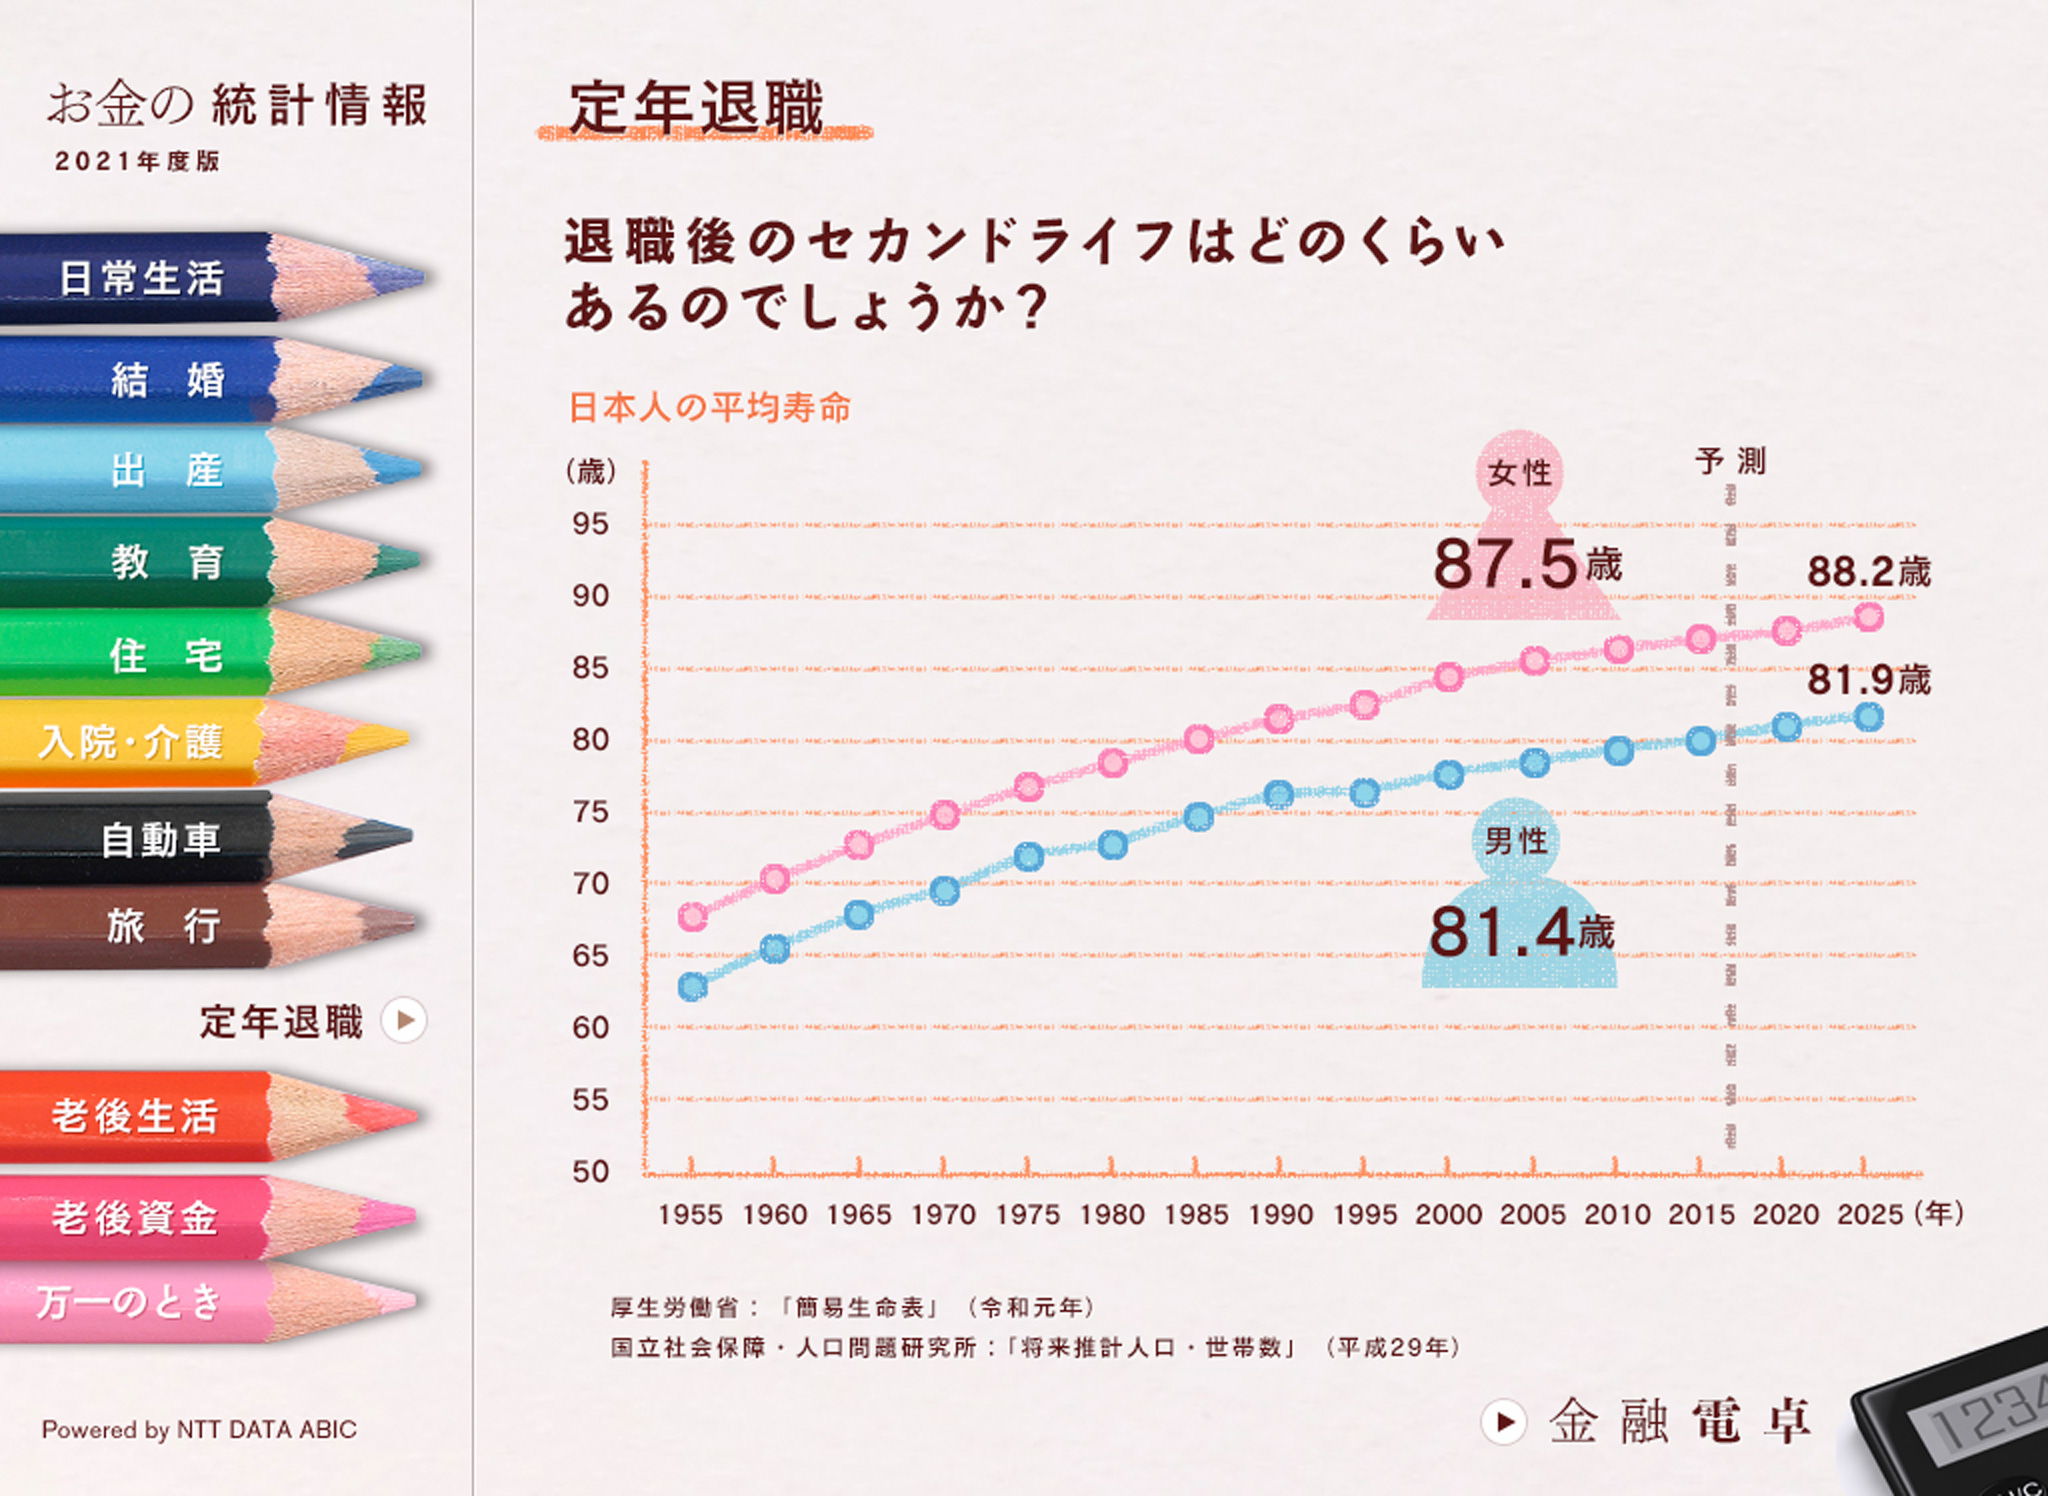 お金の統計情報
2021年度版
日常生活
結 婚
出 産
教 育
住 宅
入院・介護
自動車
旅 行
定年退職
老後生活
老後資金
万一のとき
Powered by NTT DATA ABIC
定年退職
退職後のセカンドライフはどのくらい
あるのでしょうか？
日本人の平均寿命
(歳)
95
90
85
80
75
70
65
60
55
50
女性
87.5歳
男性
81.4歳
予測
88.2歳
81.9歳
1955 1960 1965 1970 1975 1980 1985 1990 1995 2000 2005 2010 2015 2020 2025 (年)
厚生労働省：「簡易生命表」（令和元年）
国立社会保障・人口問題研究所：「将来推計人口・世帯数」（平成29年）
金融電卓
1234